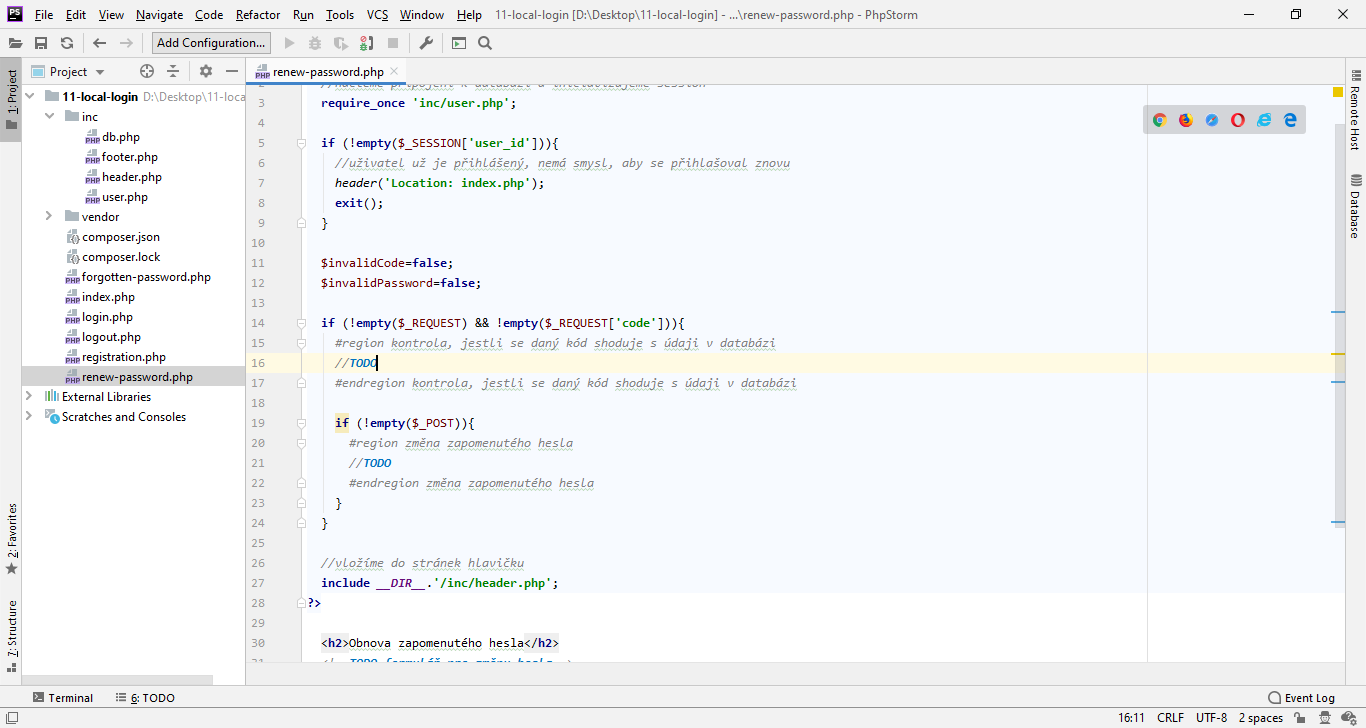 File Edit View Navigate Code Refactor Run Tools VCS Window Help 11-local-login [D:\Desktop\11-local-login] - ...\renew-password.php - PhpStorm
Add Configuration...
1: Project
Project
renew-password.php
11-local-login D:\Desktop\11-loca
inc
db.php
footer.php
header.php
user.php
vendor
composer.json
composer.lock
forgotten-password.php
index.php
login.php
logout.php
registration.php
renew-password.php
External Libraries
Scratches and Consoles
2: Favorites
7: Structure
3 require_once 'inc/user.php';
4
5 if (!empty($_SESSION['user_id'])){
6 //uživatel už je přihlášený, nemá smysl, aby se přihlašoval znovu
7 header('Location: index.php');
8 exit();
9 }
10
11 $invalidCode=false;
12 $invalidPassword=false;
13
14 if (!empty($_REQUEST) && !empty($_REQUEST['code'])){
15 #region kontrola, jestli se daný kód shoduje s údaji v databázi
16 //TODO
17 #endregion kontrola, jestli se daný kód shoduje s údaji v databázi
18
19 if (!empty($_POST)){
20 #region změna zapomenutého hesla
21 //TODO
22 #endregion změna zapomenutého hesla
23 }
24 }
25
26 //vložíme do stránek hlavičku
27 include __DIR__.'/inc/header.php';
28 ?>
29
30 <h2>Obnova zapomenutého hesla</h2>
Remote Host
Database
Terminal 6: TODO Event Log
16:11 CRLF UTF-8 2 spaces